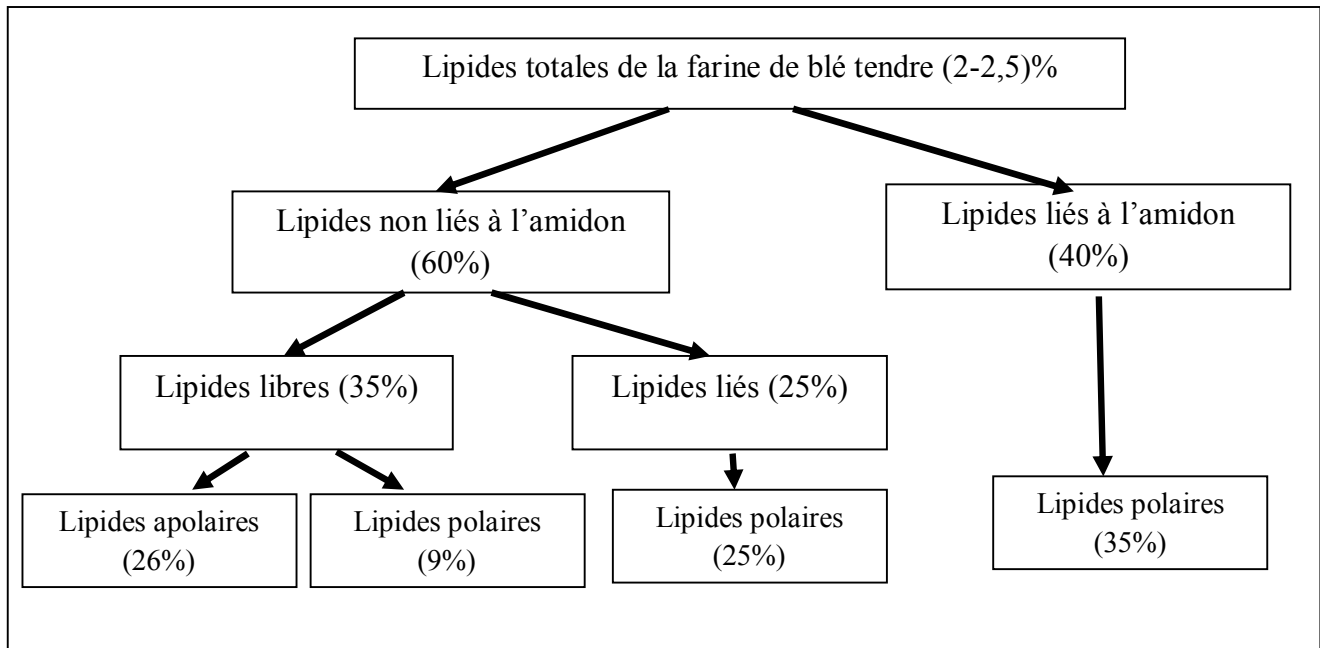 Lipides totales de la farine de blé tendre (2-2,5)%
Lipides non liés à l’amidon
(60%)
Lipides liés à l’amidon
(40%)
Lipides libres (35%)
Lipides liés (25%)
Lipides apolaires
(26%)
Lipides polaires
(9%)
Lipides polaires
(25%)
Lipides polaires
(35%)